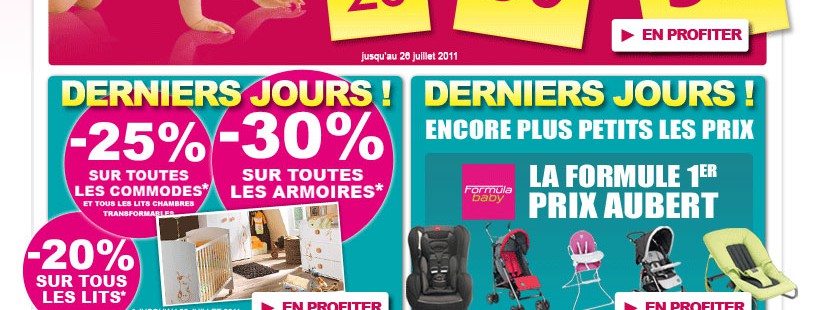 EN PROFITER
jusqu'au 26 juillet 2011
DERNIERS JOURS !
-25%
SUR TOUTES
LES COMMODES*
ET TOUS LES LITS CHAMBRES
TRANSFORMABLES
-30%
SUR TOUTES
LES ARMOIRES*
-20%
SUR TOUS
LES LITS*
EN PROFITER
DERNIERS JOURS !
ENCORE PLUS PETITS LES PRIX
Formula
baby
LA FORMULE 1ER
PRIX AUBERT
EN PROFITER